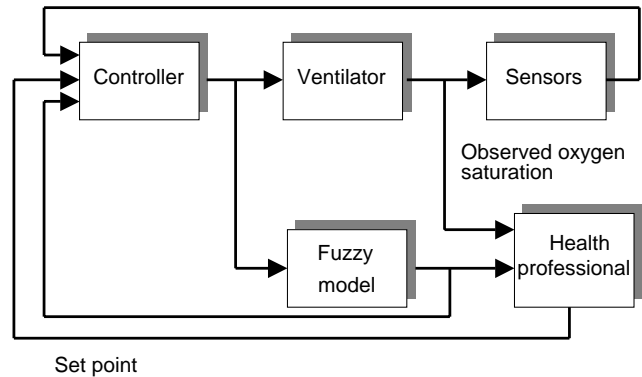 Controller
Ventilator
Sensors
Observed oxygen
saturation
Fuzzy
model
Health
professional
Set point